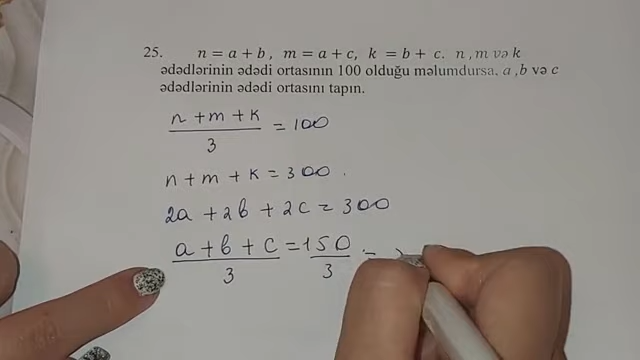 25. n = a + b, m = a + c, k = b + c. n,m və k
ədədlərinin ədədi ortasının 100 olduğu məlumdursa, a,b və c
ədədlərinin ədədi ortasını tapın.
n + m + k / 3 = 100
n + m + k = 300.
2a + 2b + 2c = 300
a + b + c / 3 = 150 / 3 =